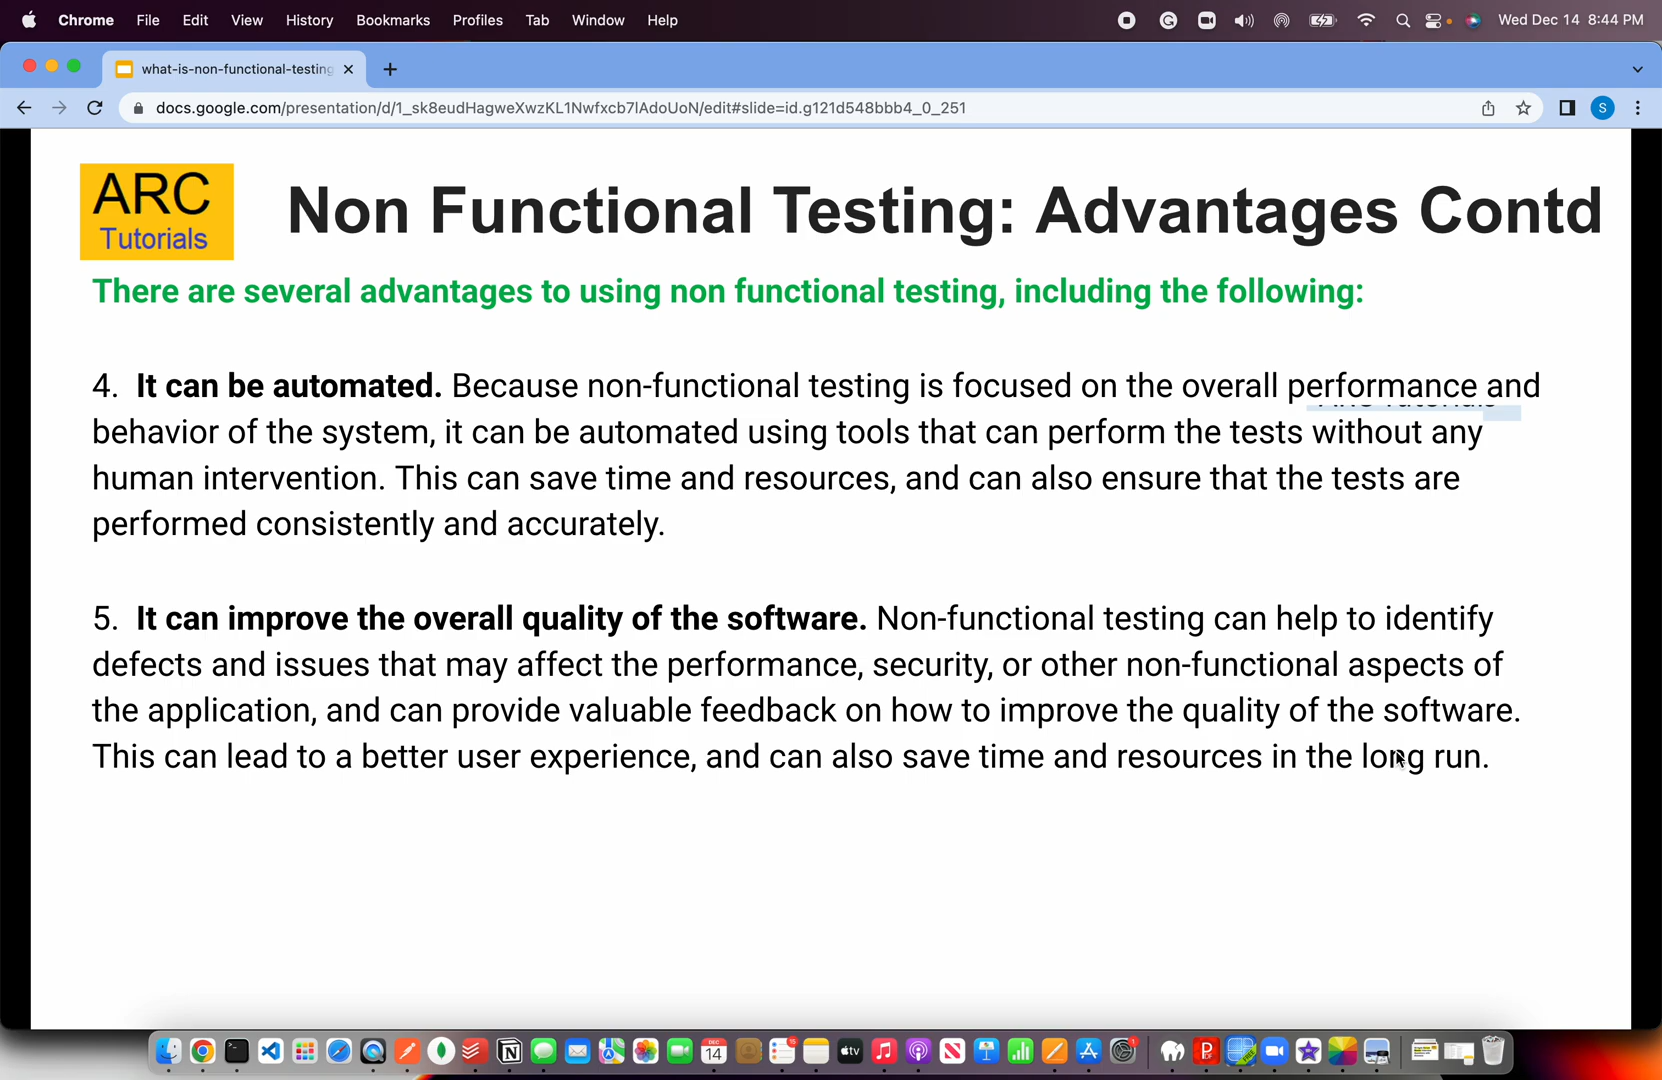 Chrome File Edit View History Bookmarks Profiles Tab Window Help Wed Dec 14 8:44 PM
what-is-non-functional-testing
docs.google.com/presentation/d/1_sk8eudHagweXwzKL1Nwfxcb7lAdoUoN/edit#slide=id.g121d548bbb4_0_251
S
ARC
Tutorials
Non Functional Testing: Advantages Contd
There are several advantages to using non functional testing, including the following:
4. It can be automated. Because non-functional testing is focused on the overall performance and
behavior of the system, it can be automated using tools that can perform the tests without any
human intervention. This can save time and resources, and can also ensure that the tests are
performed consistently and accurately.
5. It can improve the overall quality of the software. Non-functional testing can help to identify
defects and issues that may affect the performance, security, or other non-functional aspects of
the application, and can provide valuable feedback on how to improve the quality of the software.
This can lead to a better user experience, and can also save time and resources in the long run.
DEC
14
tv